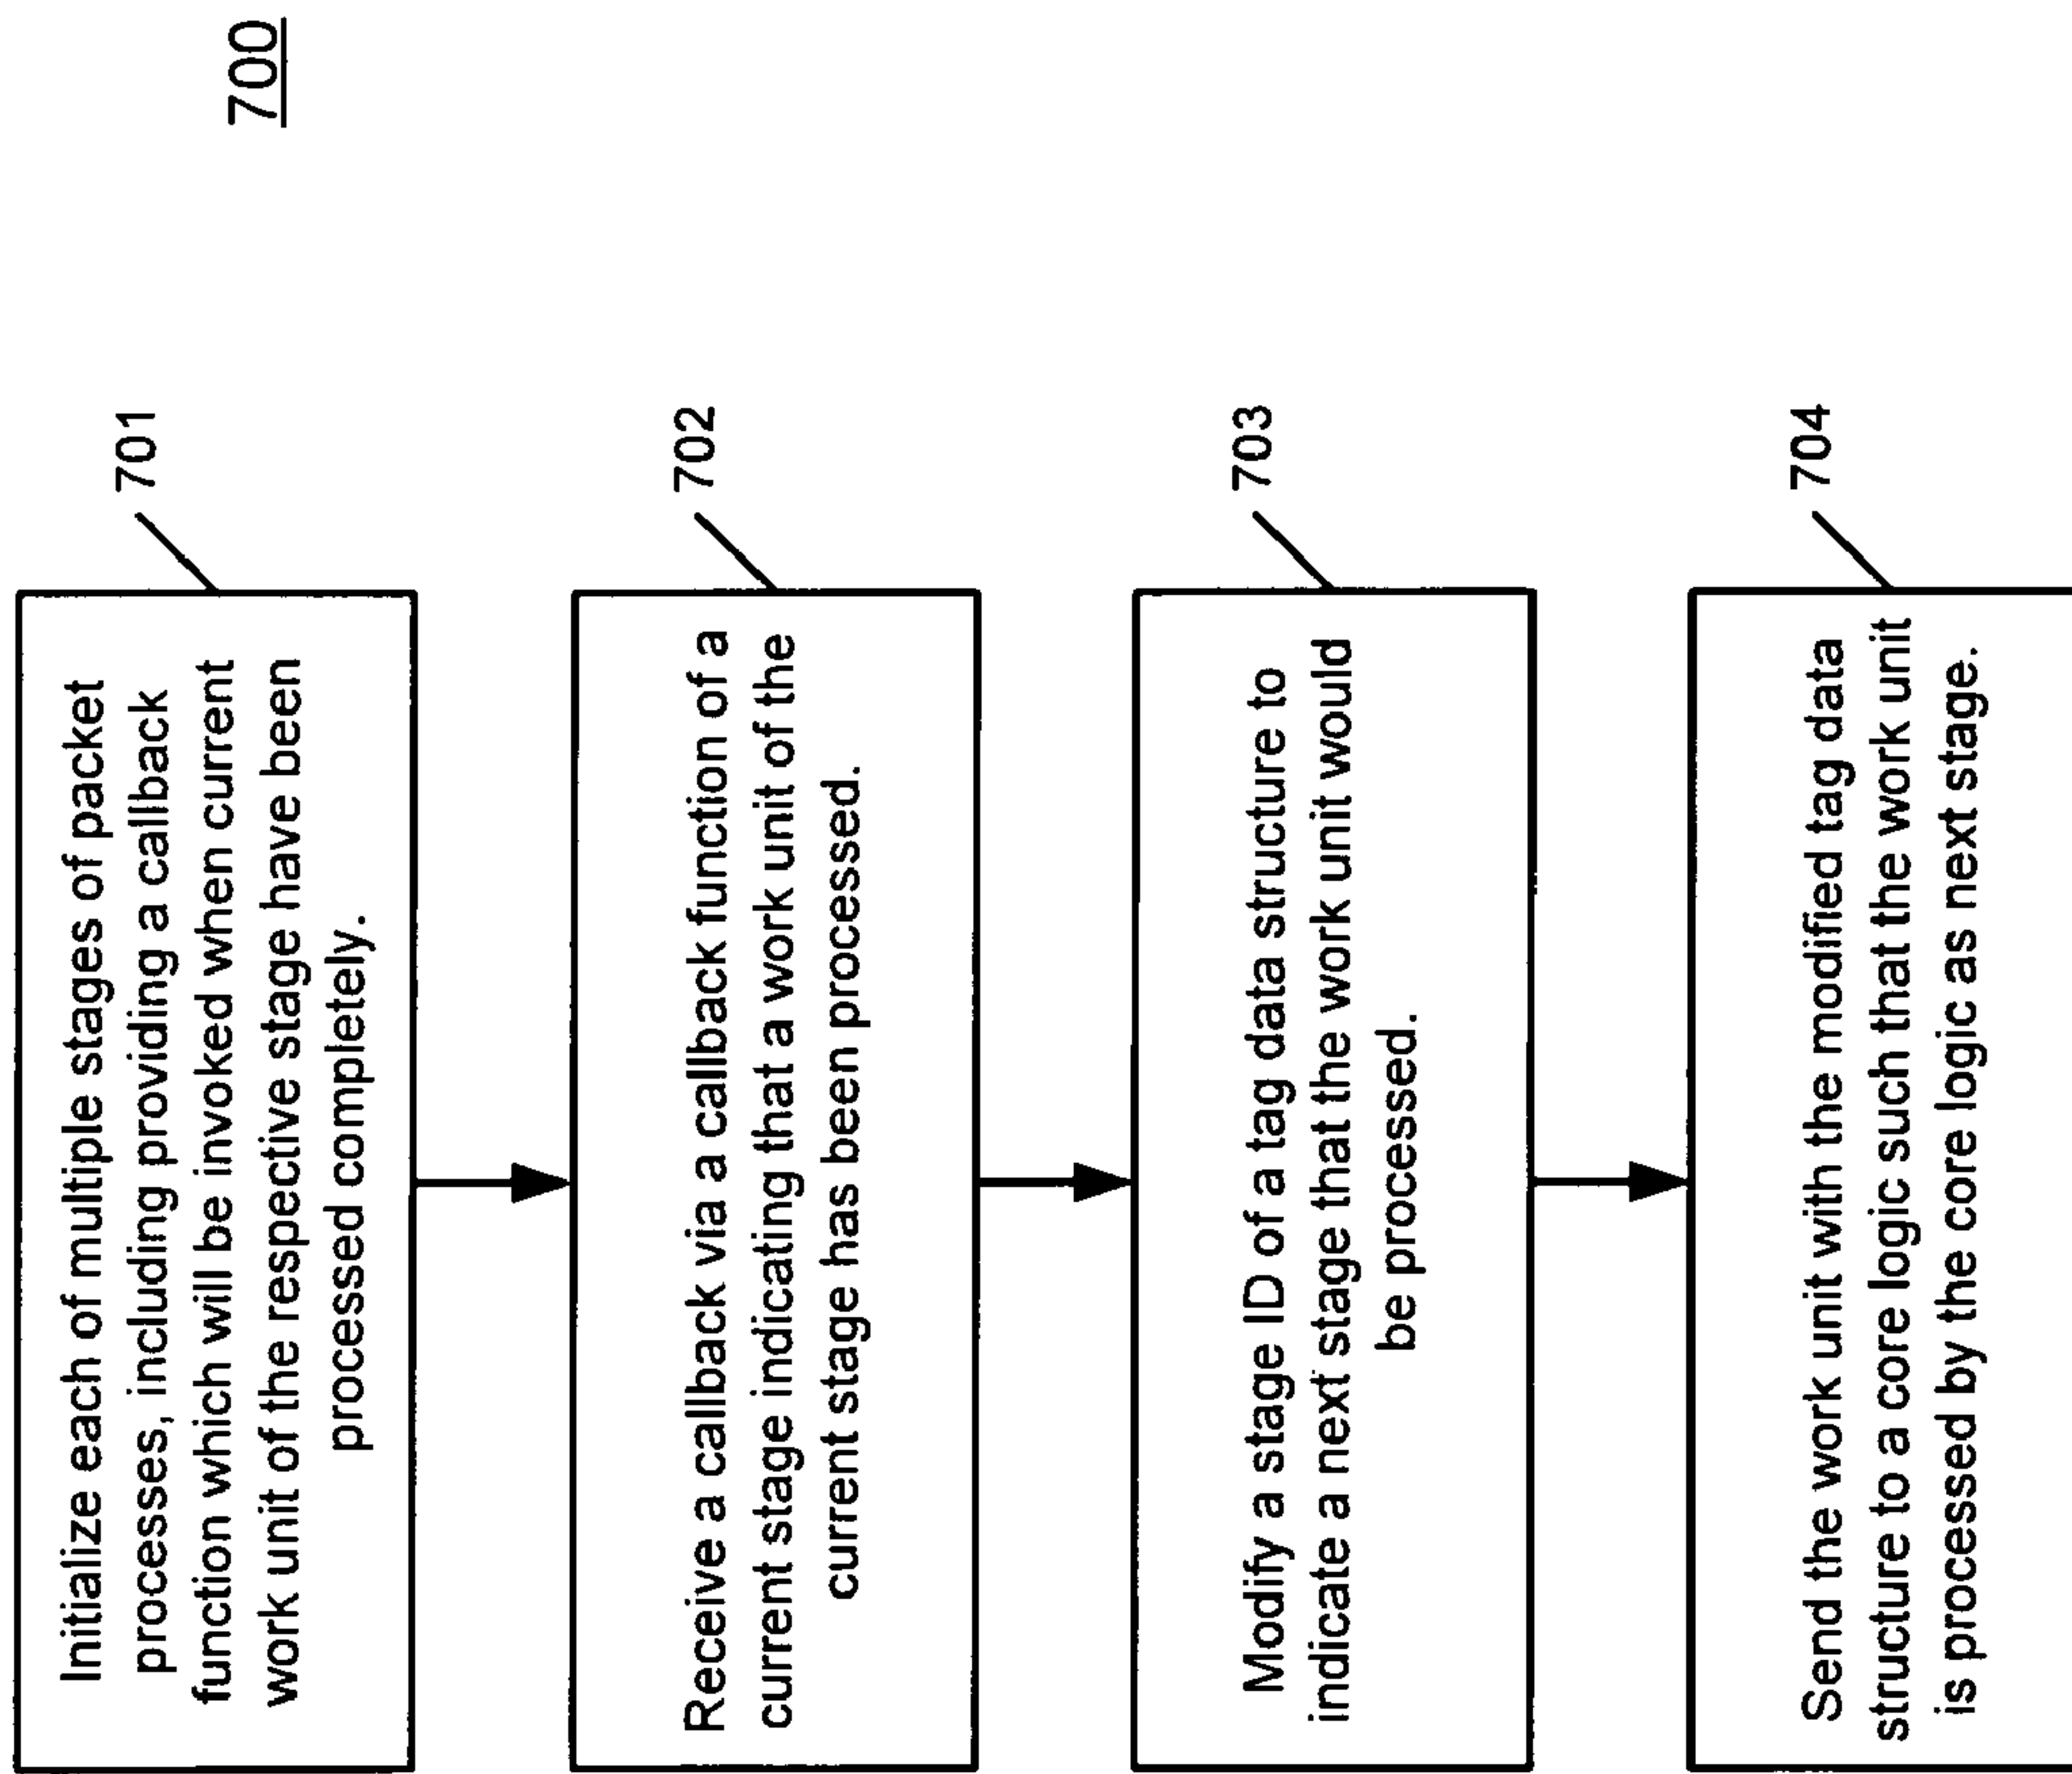 700
701
Initialize each of multiple stages of packet
processes, including providing a callback
function which will be invoked when current
work unit of the respective stage have been
processed completely.
702
Receive a callback via a callback function of a
current stage indicating that a work unit of the
current stage has been processed.
703
Modify a stage ID of a tag data structure to
indicate a next stage that the work unit would
be processed.
704
Send the work unit with the modified tag data
structure to a core logic such that the work unit
is processed by the core logic as next stage.